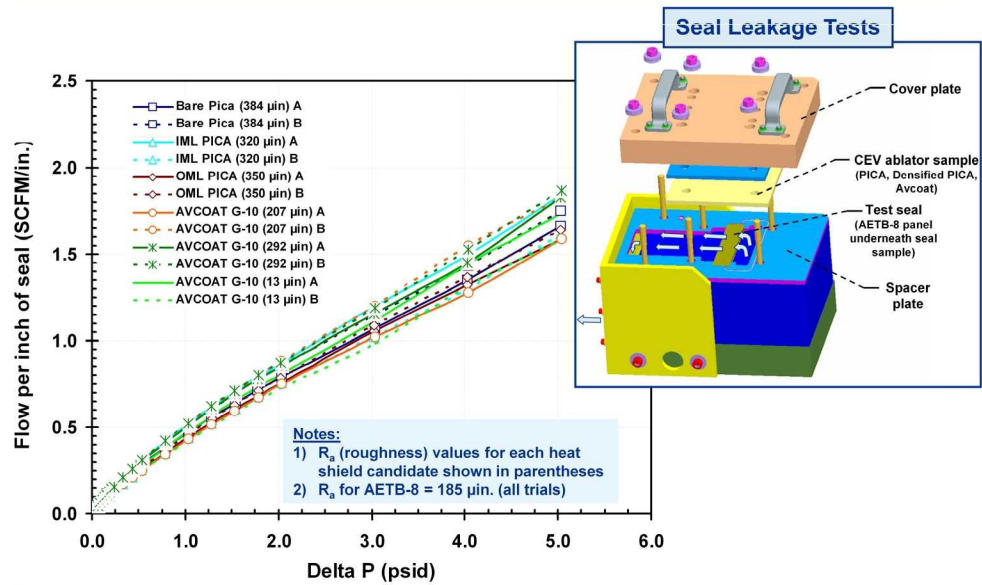 Seal Leakage Tests
Flow per inch of seal (SCFM/in.)
2.5
2.0
1.5
1.0
0.5
0.0
0.0 1.0 2.0 3.0 4.0 5.0 6.0
Delta P (psid)
Bare Pica (384 µin) A
Bare Pica (384 µin) B
IML PICA (320 µin) A
IML PICA (320 µin) B
OML PICA (350 µin) A
OML PICA (350 µin) B
AVCOAT G-10 (207 µin) A
AVCOAT G-10 (207 µin) B
AVCOAT G-10 (292 µin) A
AVCOAT G-10 (292 µin) B
AVCOAT G-10 (13 µin) A
AVCOAT G-10 (13 µin) B
Notes:
1) Ra (roughness) values for each heat
shield candidate shown in parentheses
2) Ra for AETB-8 = 185 µin. (all trials)
Cover plate
CEV ablator sample
(PICA, Densified PICA,
Avcoat)
Test seal
(AETB-8 panel
underneath seal
sample)
Spacer
plate